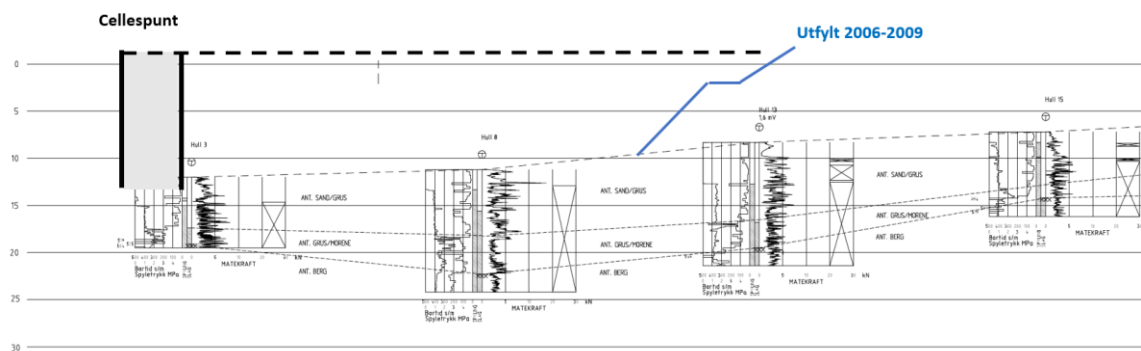 Cellespunt
Utfylt 2006-2009
0
5
10
15
20
25
30
Hull 3
Hull 8
Hull 13
1,6 mV
Hull 15
ANT. SAND/GRUS
ANT. GRUS/MORENE
ANT. BERG
ANT. SAND/GRUS
ANT. GRUS/MORENE
ANT. BERG
ANT. SAND/GRUS
ANT. GRUS/MORENE
ANT. BERG
Bortid s/m
Spyletrykk MPa
MATEKRAFT
kN
Bortid s/m
Spyletrykk MPa
MATEKRAFT
kN
Bortid s/m
Spyletrykk MPa
MATEKRAFT
kN
Bortid s/m
Spyletrykk MPa
MATEKRAFT